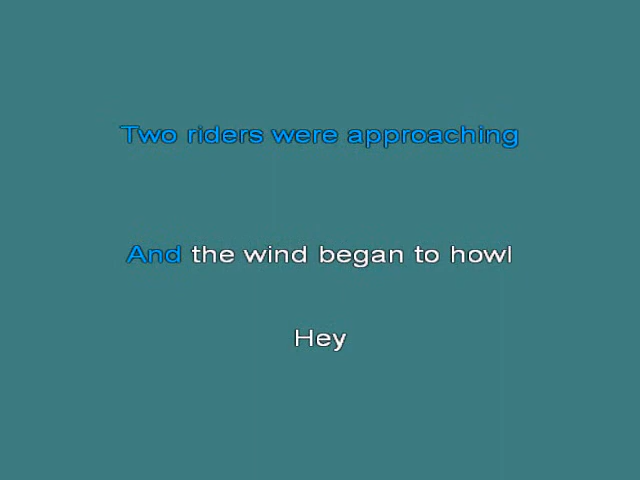 Two riders were approaching
And the wind began to howl
Hey